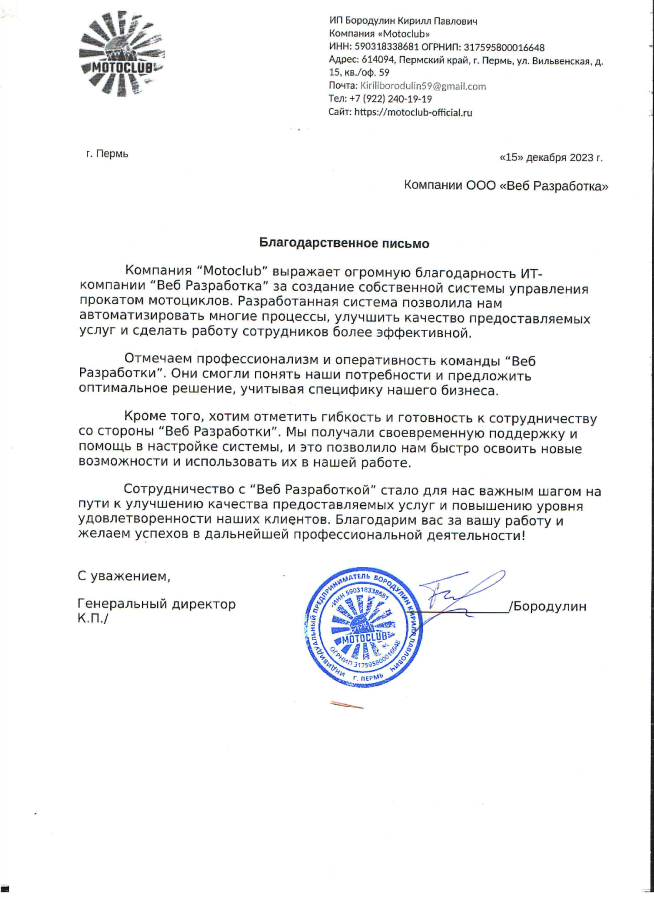 MOTOCLUB
ИП Бородулин Кирилл Павлович
Компания «Motoclub»
ИНН: 590318338681 ОГРНИП: 317595800016648
Адрес: 614094, Пермский край, г. Пермь, ул. Вильвенская, д.
15, кв./оф. 59
Почта: Kirillborodulin59@gmail.com
Тел: +7 (922) 240-19-19
Сайт: https://motoclub-official.ru
г. Пермь
«15» декабря 2023 г.
Компании ООО «Веб Разработка»
Благодарственное письмо
Компания “Motoclub” выражает огромную благодарность ИТ-
компании “Веб Разработка” за создание собственной системы управления
прокатом мотоциклов. Разработанная система позволила нам
автоматизировать многие процессы, улучшить качество предоставляемых
услуг и сделать работу сотрудников более эффективной.
Отмечаем профессионализм и оперативность команды “Веб
Разработки”. Они смогли понять наши потребности и предложить
оптимальное решение, учитывая специфику нашего бизнеса.
Кроме того, хотим отметить гибкость и готовность к сотрудничеству
со стороны “Веб Разработки”. Мы получали своевременную поддержку и
помощь в настройке системы, и это позволило нам быстро освоить новые
возможности и использовать их в нашей работе.
Сотрудничество с “Веб Разработкой” стало для нас важным шагом на
пути к улучшению качества предоставляемых услуг и повышению уровня
удовлетворенности наших клиентов. Благодарим вас за вашу работу и
желаем успехов в дальнейшей профессиональной деятельности!
С уважением,
Генеральный директор
/Бородулин
К.П./
ИНДИВИДУАЛЬНЫЙ ПРЕДПРИНИМАТЕЛЬ БОРОДУЛИН КИРИЛЛ ПАВЛОВИЧ
ИНН 590318338681
MOTOCLUB
ОГРНИП 317595800016648
Г. ПЕРМЬ